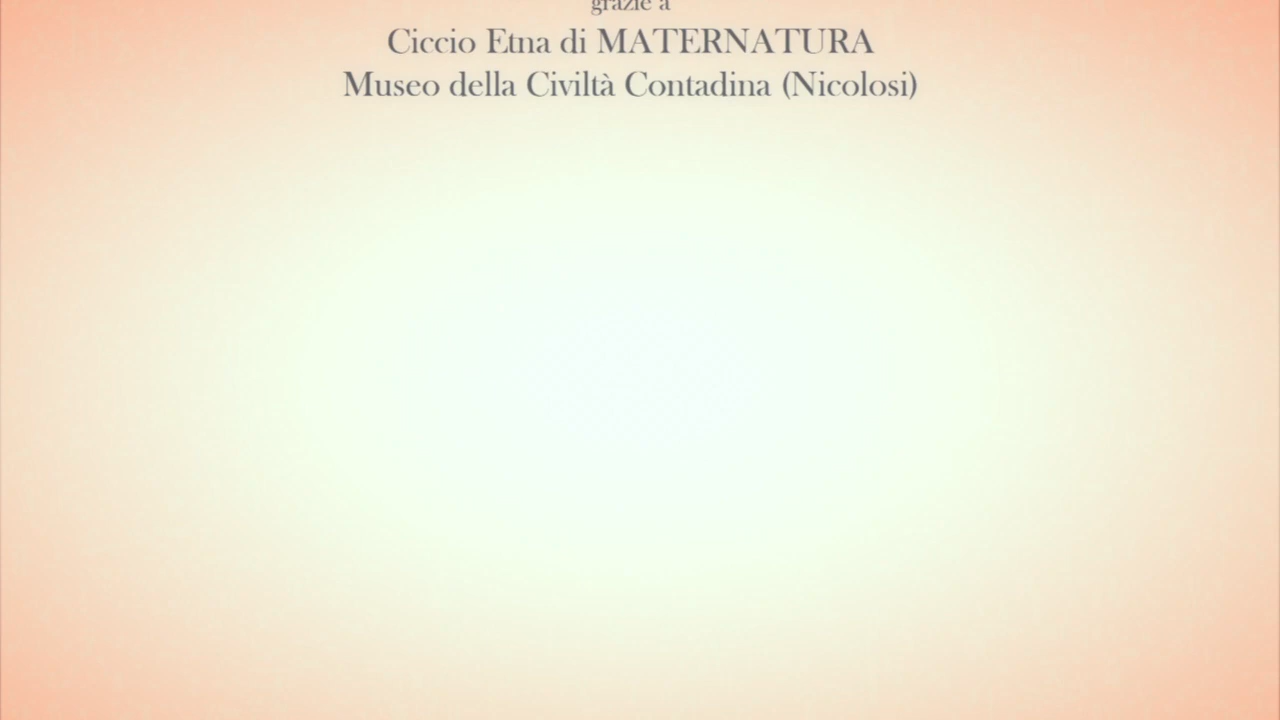 grazie a
Ciccio Etna di MATERNATURA
Museo della Civiltà Contadina (Nicolosi)